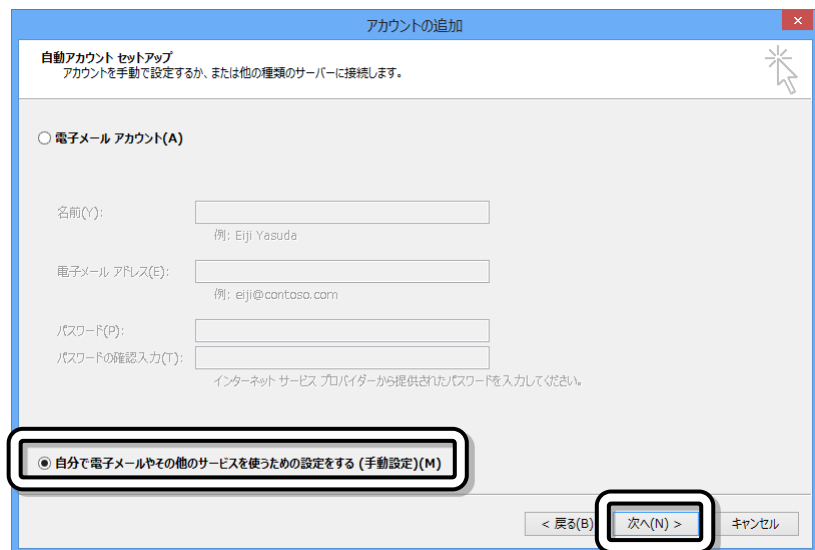 アカウントの追加
自動アカウント セットアップ
アカウントを手動で設定するか、または他の種類のサーバーに接続します。
電子メール アカウント(A)
名前(Y):
例: Eiji Yasuda
電子メール アドレス(E):
例: eiji@contoso.com
パスワード(P):
パスワードの確認入力(T):
インターネット サービス プロバイダーから提供されたパスワードを入力してください。
自分で電子メールやその他のサービスを使うための設定をする (手動設定)(M)
< 戻る(B) 次へ(N) > キャンセル